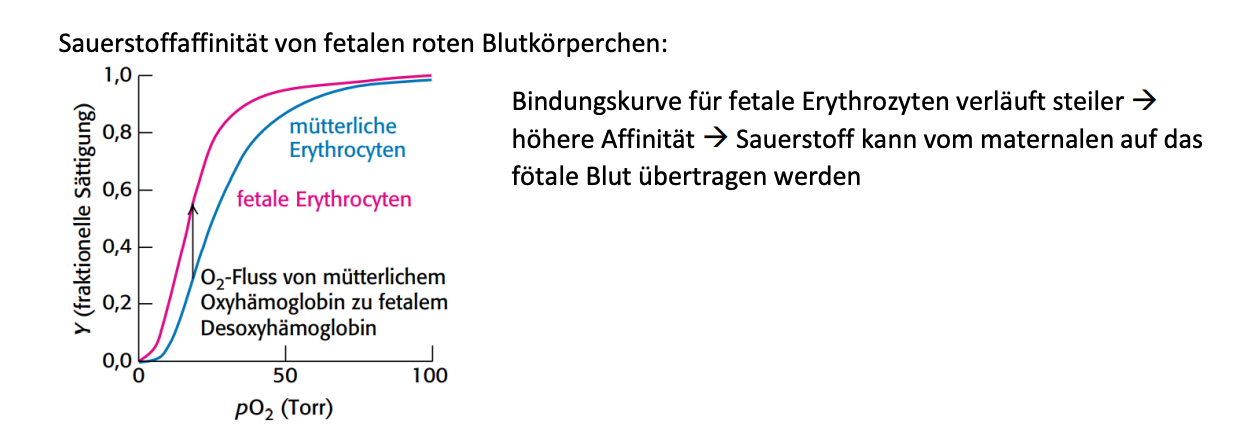 Sauerstoffaffinität von fetalen roten Blutkörperchen:
Y (fraktionelle Sättigung)
1,0
0,8
0,6
0,4
0,2
0,0
mütterliche
Erythrocyten
fetale Erythrocyten
O₂-Fluss von mütterlichem
Oxyhämoglobin zu fetalem
Desoxyhämoglobin
0
50
100
pO₂ (Torr)
Bindungskurve für fetale Erythrozyten verläuft steiler →
höhere Affinität → Sauerstoff kann vom maternalen auf das
fötale Blut übertragen werden